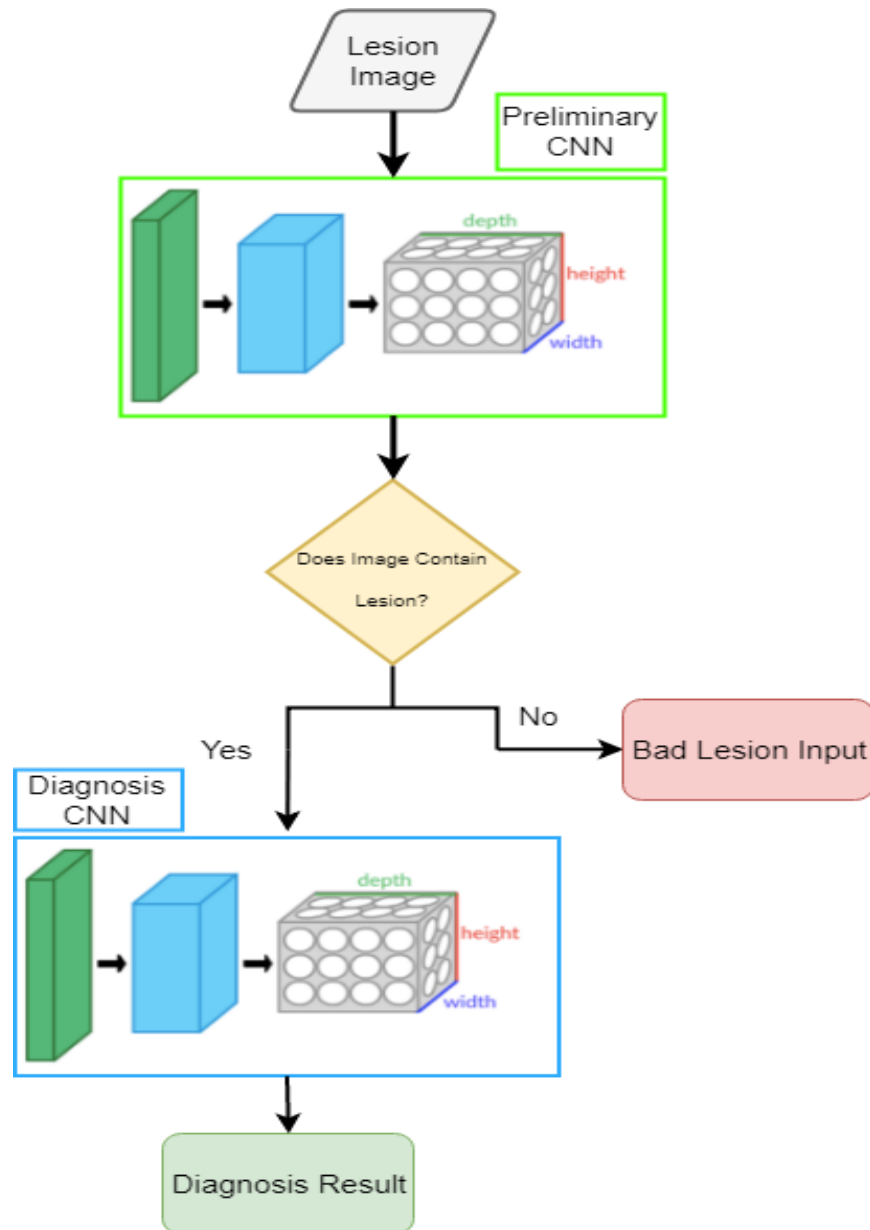 Lesion
Image
Preliminary
CNN
depth
height
width
Does Image Contain
Lesion?
Yes
No
Bad Lesion Input
Diagnosis
CNN
depth
height
width
Diagnosis Result